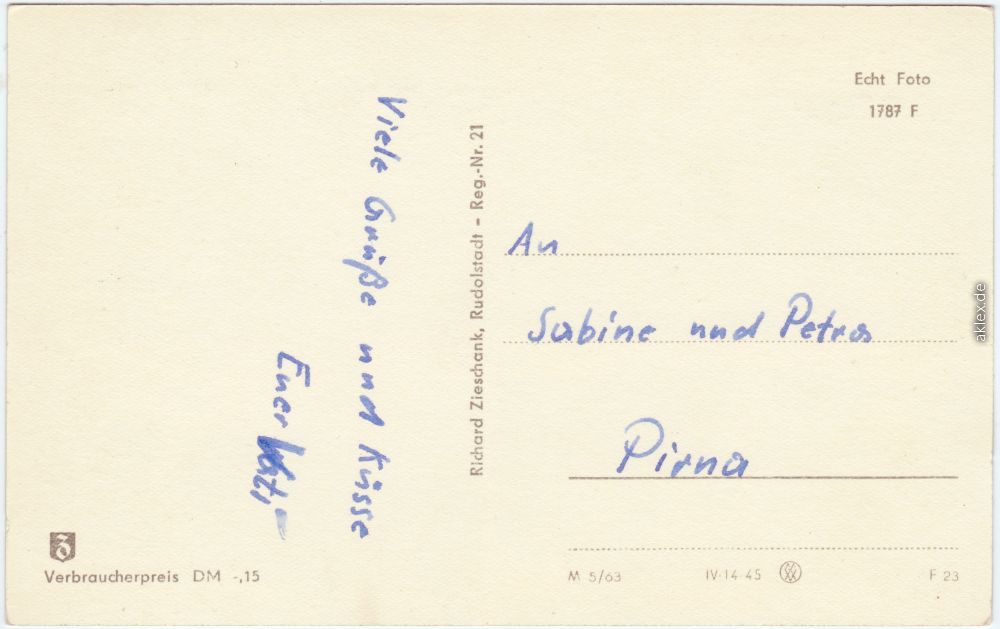 Viele Grüße und Küsse
Euer Vati
Richard Zieschank, Rudolstadt – Reg.-Nr. 21
Echt Foto
1787 F
An
Sabine und Petra
Pirna
Verbraucherpreis DM -,15
M 5/63
IV-14-45
F 23
aklex.de